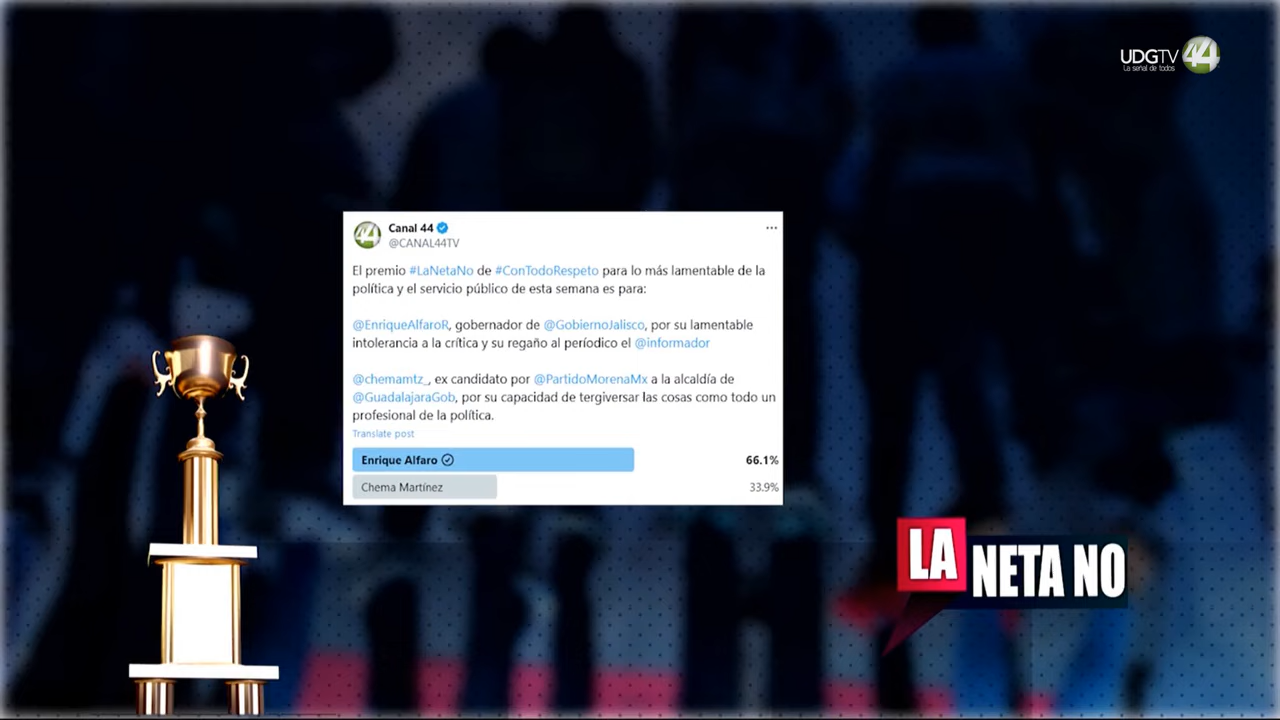 UDGTV 44
La señal de todos
Canal 44
@CANAL44TV
El premio #LaNetaNo de #ConTodoRespeto para lo más lamentable de la
política y el servicio público de esta semana es para:
@EnriqueAlfaroR, gobernador de @GobiernoJalisco, por su lamentable
intolerancia a la crítica y su regaño al períodico el @informador
@chemamtz_, ex candidato por @PartidoMorenaMx a la alcaldía de
@GuadalajaraGob, por su capacidad de tergiversar las cosas como todo un
profesional de la política.
Translate post
Enrique Alfaro 66.1%
Chema Martínez 33.9%
LA NETA NO